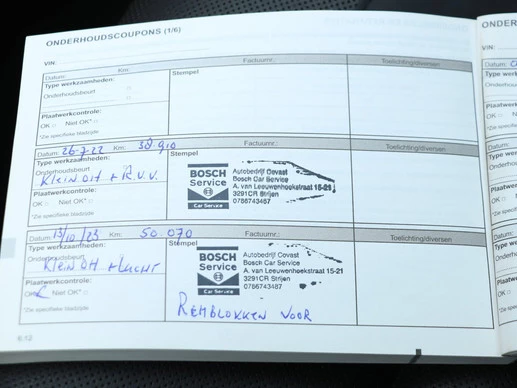 ONDERHOUDSCOUPONS (1/6)
VIN:
Datum: Km: Factuurnr.: Toelichting/diversen
Type werkzaamheden: Stempel
Onderhoudsbeurt
Plaatwerkcontrole:
OK Niet OK*
*Zie specifieke bladzijde
Datum: 26-7-22 Km: 38 910 Factuurnr.: Toelichting/diversen
Type werkzaamheden: Stempel
Onderhoudsbeurt
KLEIN OH + R.V.V.
Plaatwerkcontrole:
OK Niet OK*
*Zie specifieke bladzijde
BOSCH
Service
Car Service
Autobedrijf Covast
Bosch Car Service
A. van Leeuwenhoekstraat 15-21
3291CR Strijen
0786743487
Datum: 13/10/23 Km: 50.070 Factuurnr.: Toelichting/diversen
Type werkzaamheden: Stempel
Onderhoudsbeurt
KLEIN OH + LUCHT
Plaatwerkcontrole:
OK Niet OK*
*Zie specifieke bladzijde
BOSCH
Service
Car Service
Autobedrijf Covast
Bosch Car Service
A. van Leeuwenhoekstraat 15-21
3291CR Strijen
0786743487
REMBLOKKEN VOOR
6.12